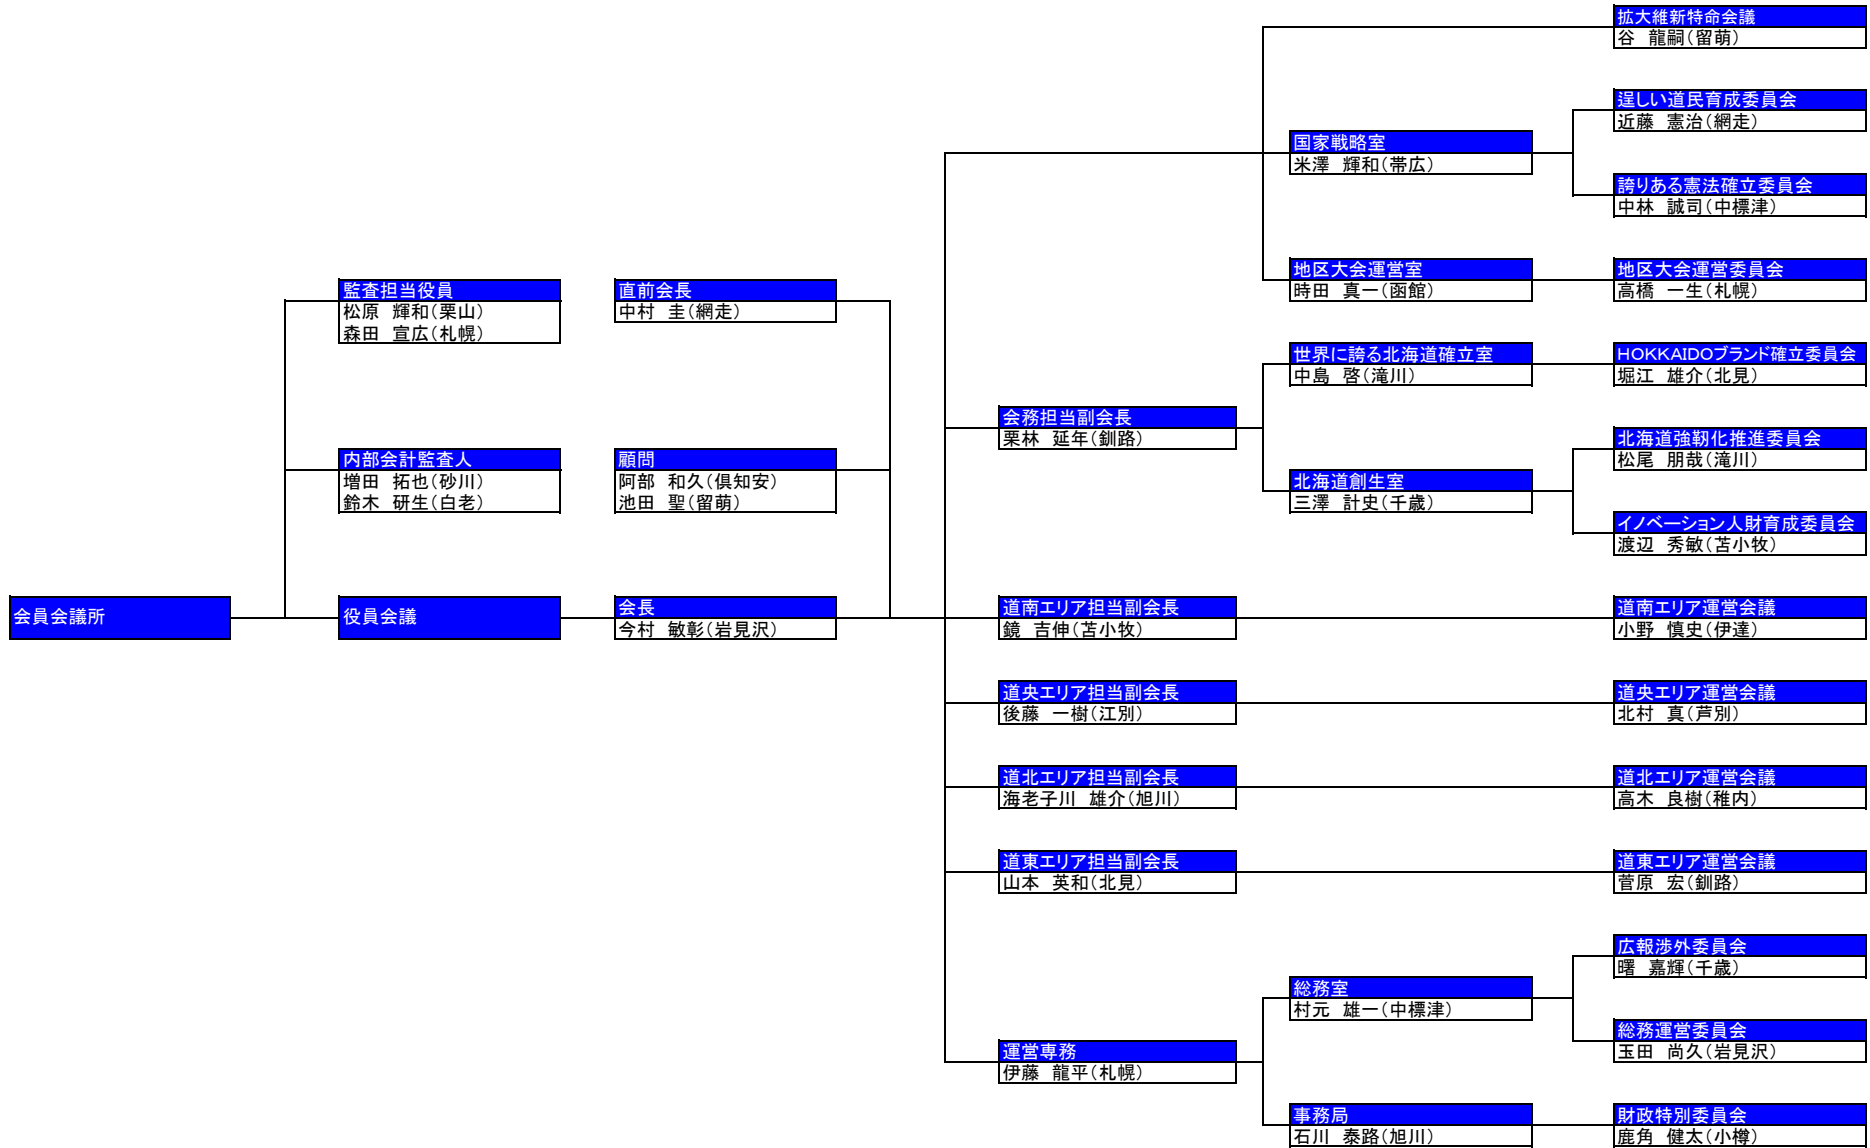 拡大維新特命会議
谷　龍嗣(留萌)
逞しい道民育成委員会
近藤　憲治(網走)
国家戦略室
米澤　輝和(帯広)
誇りある憲法確立委員会
中林　誠司(中標津)
監査担当役員
松原　輝和(栗山)
森田　宣広(札幌)
直前会長
中村　圭(網走)
地区大会運営室
時田　真一(函館)
地区大会運営委員会
高橋　一生(札幌)
世界に誇る北海道確立室
中島　啓(滝川)
HOKKAIDOブランド確立委員会
堀江　雄介(北見)
会務担当副会長
栗林　延年(釧路)
内部会計監査人
増田　拓也(砂川)
鈴木　研生(白老)
顧問
阿部　和久(倶知安)
池田　聖(留萌)
北海道創生室
三澤　計史(千歳)
北海道強靭化推進委員会
松尾　朋哉(滝川)
イノベーション人財育成委員会
渡辺　秀敏(苫小牧)
会員会議所
役員会議
会長
今村　敏彰(岩見沢)
道南エリア担当副会長
鏡　吉伸(苫小牧)
道南エリア運営会議
小野　慎史(伊達)
道央エリア担当副会長
後藤　一樹(江別)
道央エリア運営会議
北村　真(芦別)
道北エリア担当副会長
海老子川　雄介(旭川)
道北エリア運営会議
高木　良樹(稚内)
道東エリア担当副会長
山本　英和(北見)
道東エリア運営会議
菅原　宏(釧路)
広報渉外委員会
曙　嘉輝(千歳)
総務室
村元　雄一(中標津)
総務運営委員会
玉田　尚久(岩見沢)
運営専務
伊藤　龍平(札幌)
事務局
石川　泰路(旭川)
財政特別委員会
鹿角　健太(小樽)